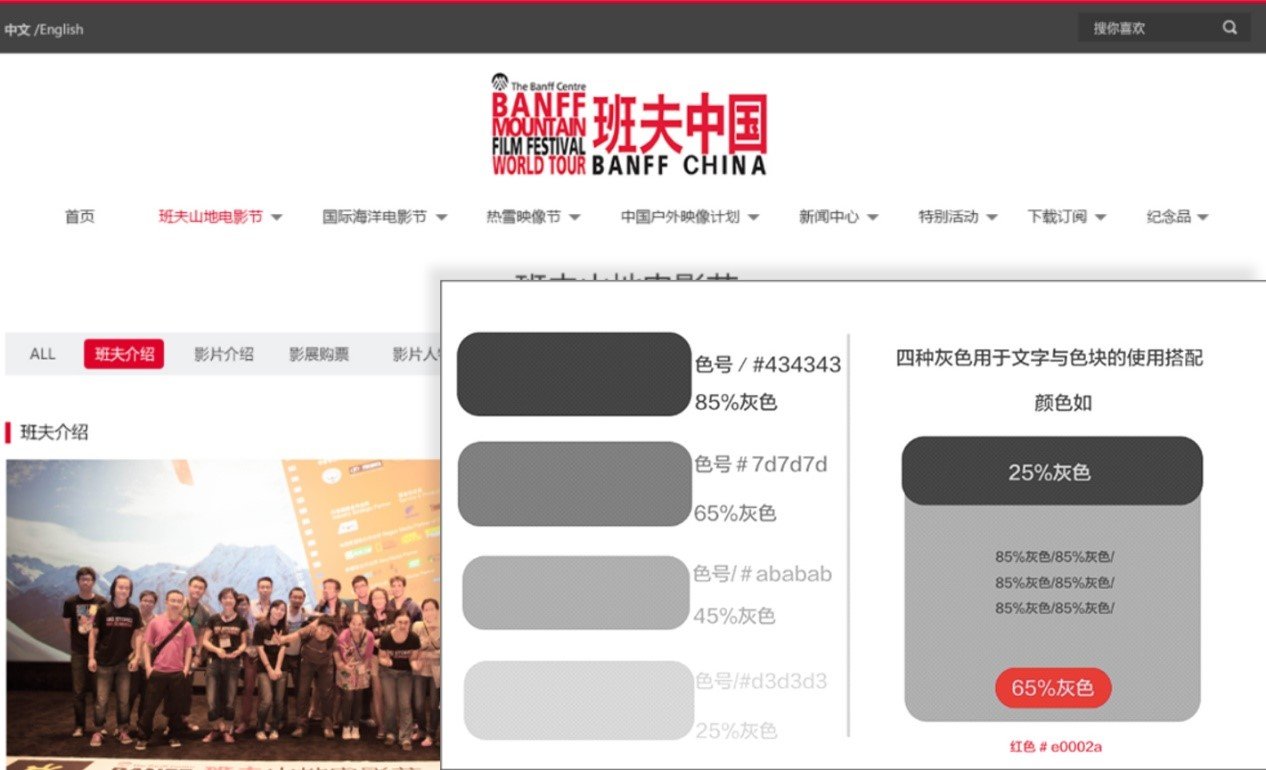 中文 /English
搜你喜欢
The Banff Centre
BANFF
MOUNTAIN
FILM FESTIVAL
WORLD TOUR
班夫中国
BANFF CHINA
首页 班夫山地电影节 国际海洋电影节 热雪映像节 中国户外映像计划 新闻中心 特别活动 下载订阅 纪念品
班夫山地电影节
ALL 班夫介绍 影片介绍 影展购票 影片人
班夫介绍
色号 / #434343
85%灰色
色号 # 7d7d7d
65%灰色
色号/ # ababab
45%灰色
色号/#d3d3d3
25%灰色
四种灰色用于文字与色块的使用搭配
颜色如
25%灰色
85%灰色/85%灰色/
85%灰色/85%灰色/
85%灰色/85%灰色/
65%灰色
红色 # e0002a